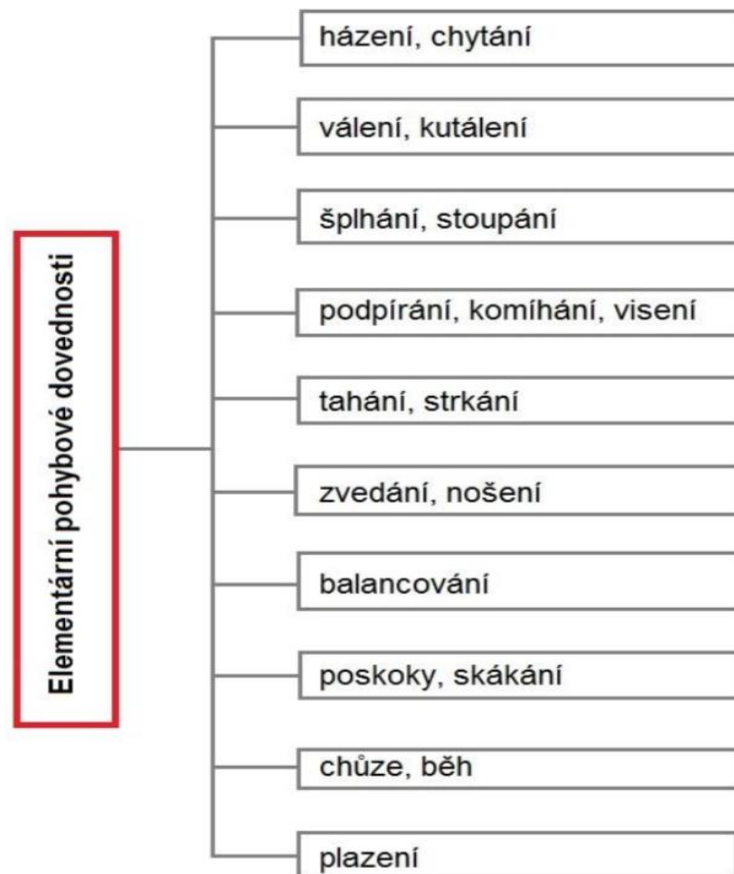 Elementární pohybové dovednosti
házení, chytání
válení, kutálení
šplhání, stoupání
podpírání, komíhání, visení
tahání, strkání
zvedání, nošení
balancování
poskoky, skákání
chůze, běh
plazení